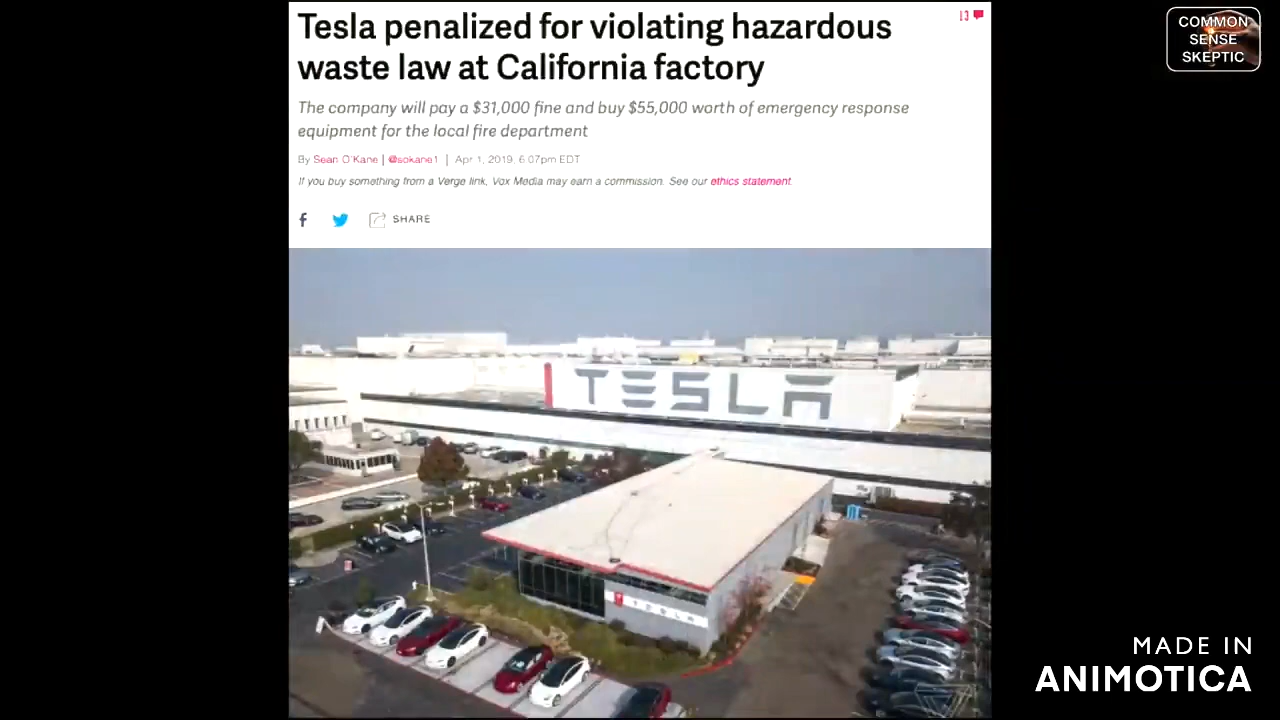 Tesla penalized for violating hazardous
waste law at California factory
13
COMMON
SENSE
SKEPTIC
The company will pay a $31,000 fine and buy $55,000 worth of emergency response
equipment for the local fire department
By Sean O'Kane | @sokane1 | Apr 1, 2019, 6:07pm EDT
If you buy something from a Verge link, Vox Media may earn a commission. See our ethics statement.
SHARE
TESLA
TESLA
MADE IN
ANIMOTICA